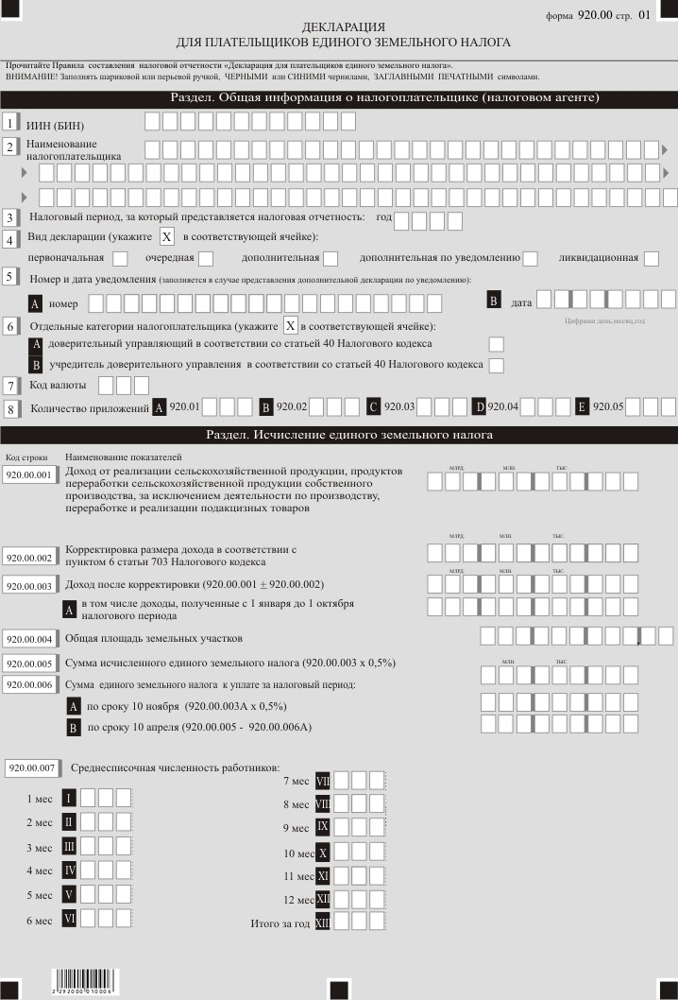 форма 920.00 стр. 01
ДЕКЛАРАЦИЯ
ДЛЯ ПЛАТЕЛЬЩИКОВ ЕДИНОГО ЗЕМЕЛЬНОГО НАЛОГА
Прочитайте Правила составления налоговой отчетности «Декларация для плательщиков единого земельного налога».
ВНИМАНИЕ! Заполнять шариковой или перьевой ручкой, ЧЕРНЫМИ или СИНИМИ чернилами, ЗАГЛАВНЫМИ ПЕЧАТНЫМИ символами.
Раздел. Общая информация о налогоплательщике (налоговом агенте)
1 ИИН (БИН)
2 Наименование
налогоплательщика
3 Налоговый период, за который представляется налоговая отчетность: год
4 Вид декларации (укажите X в соответствующей ячейке):
первоначальная очередная дополнительная дополнительная по уведомлению ликвидационная
5 Номер и дата уведомления (заполняется в случае представления дополнительной декларации по уведомлению):
A номер B дата
Цифрами день,месяц,год
6 Отдельные категории налогоплательщика (укажите X в соответствующей ячейке):
A доверительный управляющий в соответствии со статьей 40 Налогового кодекса
B учредитель доверительного управления в соответствии со статьей 40 Налогового кодекса
7 Код валюты
8 Количество приложений A 920.01 B 920.02 C 920.03 D 920.04 E 920.05
Раздел. Исчисление единого земельного налога
Код строки Наименование показателей
920.00.001 Доход от реализации сельскохозяйственной продукции, продуктов
переработки сельскохозяйственной продукции собственного
производства, за исключением деятельности по производству,
переработке и реализации подакцизных товаров
МЛРД. МЛН. ТЫС.
МЛРД. МЛН. ТЫС.
920.00.002 Корректировка размера дохода в соответствии с
пунктом 6 статьи 703 Налогового кодекса
МЛРД. МЛН. ТЫС.
920.00.003 Доход после корректировки (920.00.001 ± 920.00.002)
A в том числе доходы, полученные с 1 января до 1 октября
налогового периода
920.00.004 Общая площадь земельных участков ,
920.00.005 Сумма исчисленного единого земельного налога (920.00.003 x 0,5%)
МЛН. ТЫС.
920.00.006 Сумма единого земельного налога к уплате за налоговый период:
A по сроку 10 ноября (920.00.003А x 0,5%)
B по сроку 10 апреля (920.00.005 - 920.00.006А)
920.00.007 Среднесписочная численность работников:
1 мес I
2 мес II
3 мес III
4 мес IV
5 мес V
6 мес VI
7 мес VII
8 мес VIII
9 мес IX
10 мес X
11 мес XI
12 мес XII
Итого за год XIII
2 292000 010006